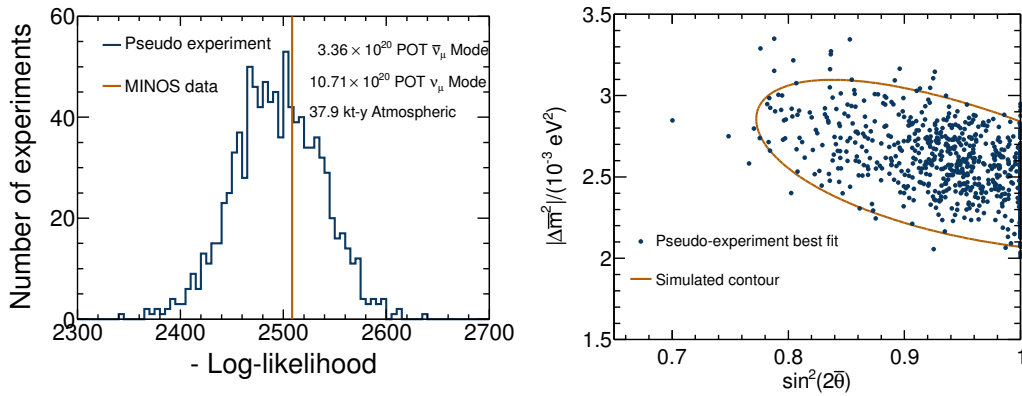 60
40
20
0
Number of experiments
Pseudo experiment
MINOS data
3.36 × 10²⁰ POT ν̅μ Mode
10.71 × 10²⁰ POT νμ Mode
37.9 kt-y Atmospheric
2300 2400 2500 2600 2700
- Log-likelihood
3.5
3
2.5
2
1.5
|Δm̅²|/(10⁻³ eV²)
Pseudo-experiment best fit
Simulated contour
0.7 0.8 0.9 1
sin²(2θ̅)